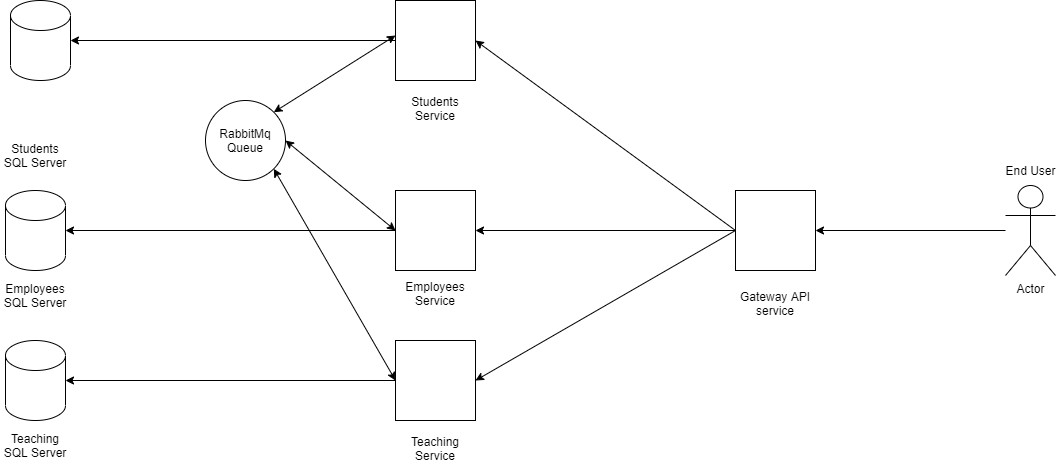 Students
Service
RabbitMq
Queue
Students
SQL Server
End User
Employees
SQL Server
Employees
Service
Gateway API
service
Actor
Teaching
SQL Server
Teaching
Service